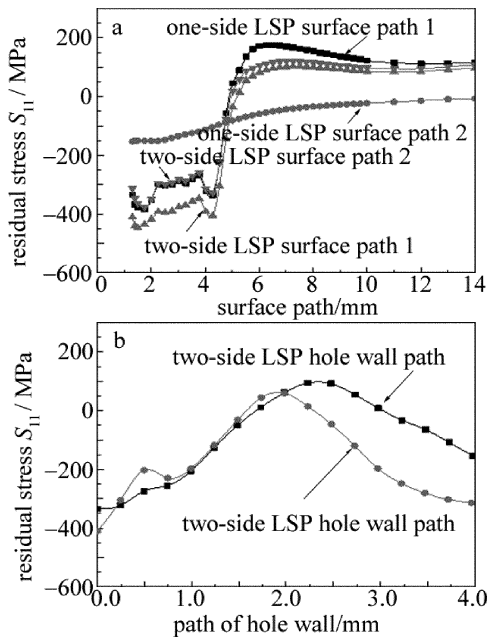 a
one-side LSP surface path 1
one-side LSP surface path 2
two-side LSP surface path 2
two-side LSP surface path 1
residual stress S11 / MPa
200
0
−200
−400
−600
0 2 4 6 8 10 12 14
surface path/mm
b
two-side LSP hole wall path
two-side LSP hole wall path
residual stress S11 / MPa
200
0
−200
−400
−600
0.0 1.0 2.0 3.0 4.0
path of hole wall/mm